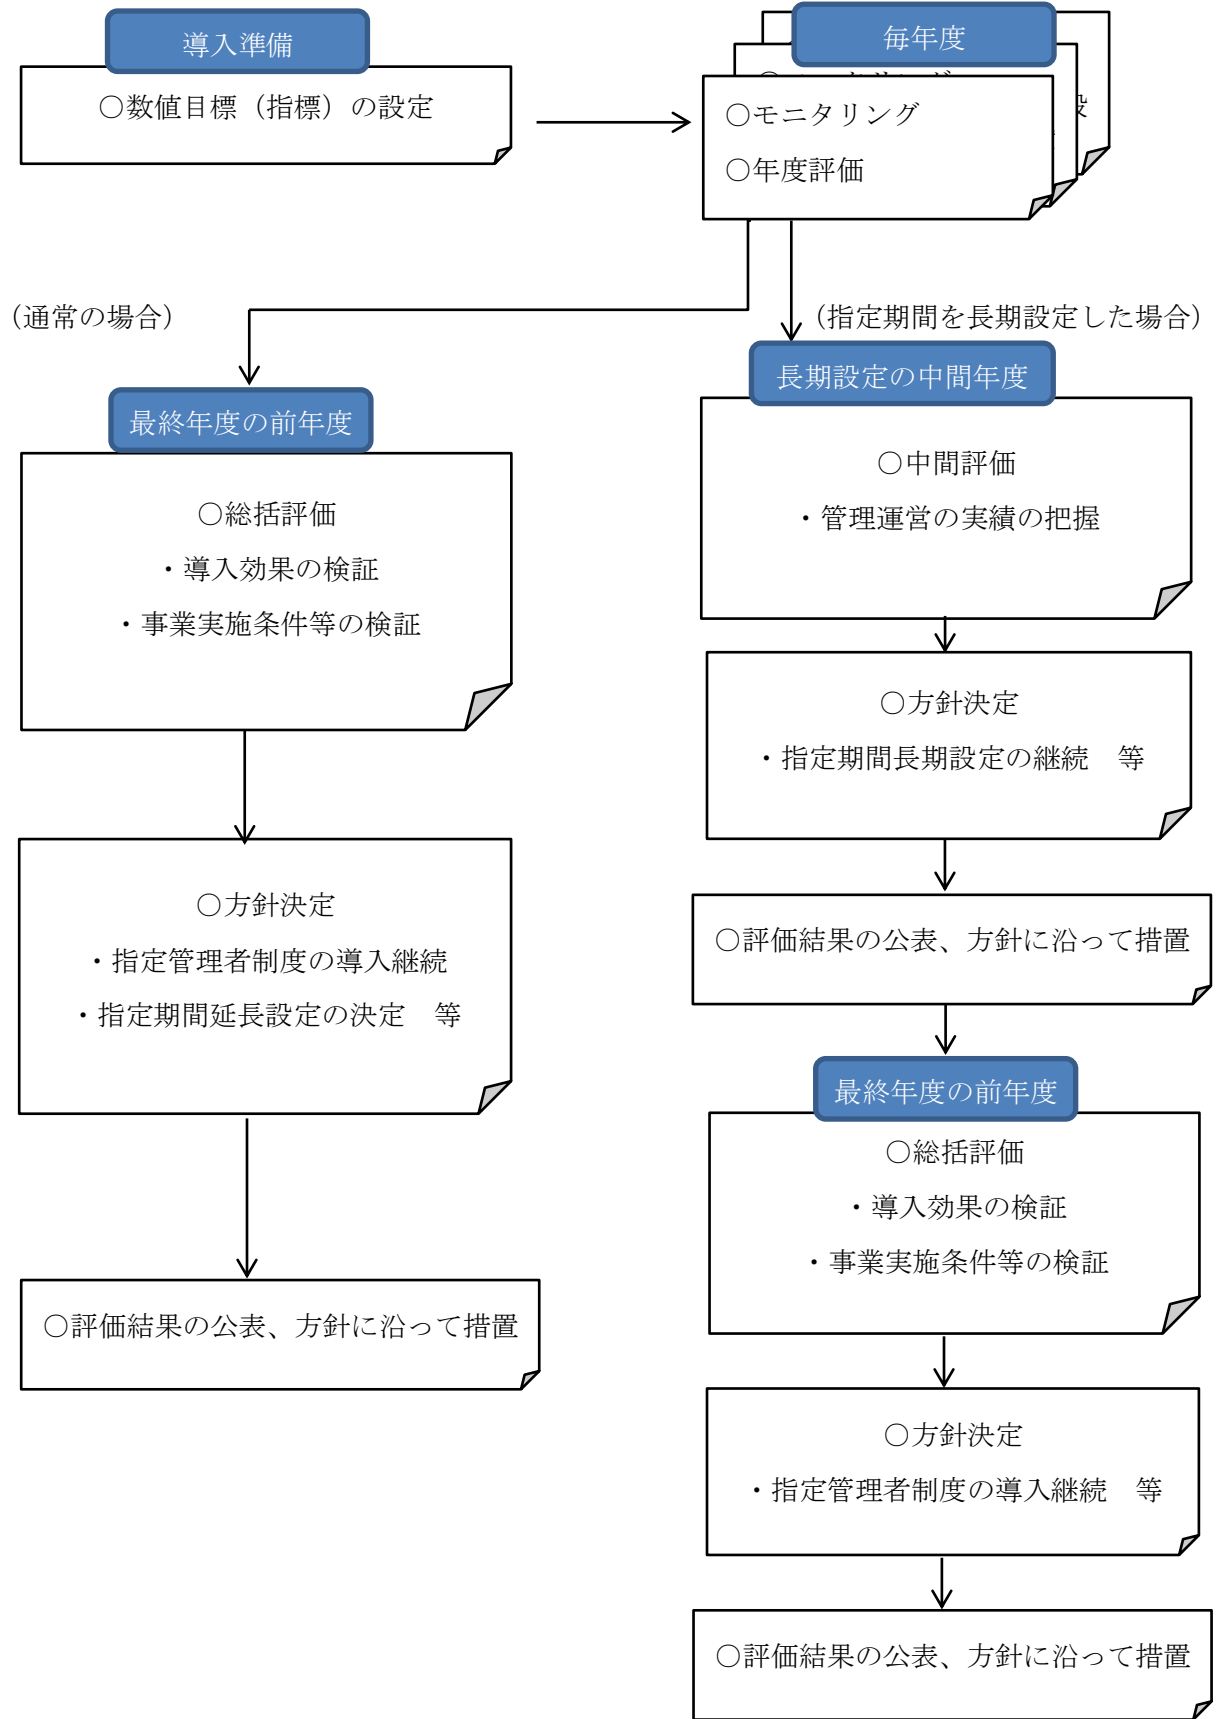 導入準備
○数値目標（指標）の設定
毎年度
○モニタリング
○年度評価
（通常の場合）
最終年度の前年度
○総括評価
・導入効果の検証
・事業実施条件等の検証
○方針決定
・指定管理者制度の導入継続
・指定期間延長設定の決定　等
○評価結果の公表、方針に沿って措置
（指定期間を長期設定した場合）
長期設定の中間年度
○中間評価
・管理運営の実績の把握
○方針決定
・指定期間長期設定の継続　等
○評価結果の公表、方針に沿って措置
最終年度の前年度
○総括評価
・導入効果の検証
・事業実施条件等の検証
○方針決定
・指定管理者制度の導入継続　等
○評価結果の公表、方針に沿って措置